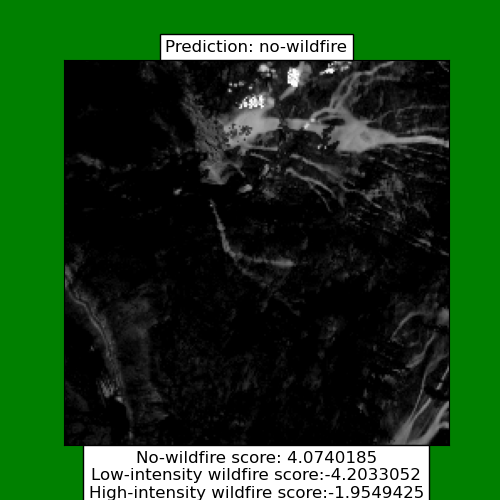 Prediction: no-wildfire
No-wildfire score: 4.0740185
Low-intensity wildfire score:-4.2033052
High-intensity wildfire score:-1.9549425